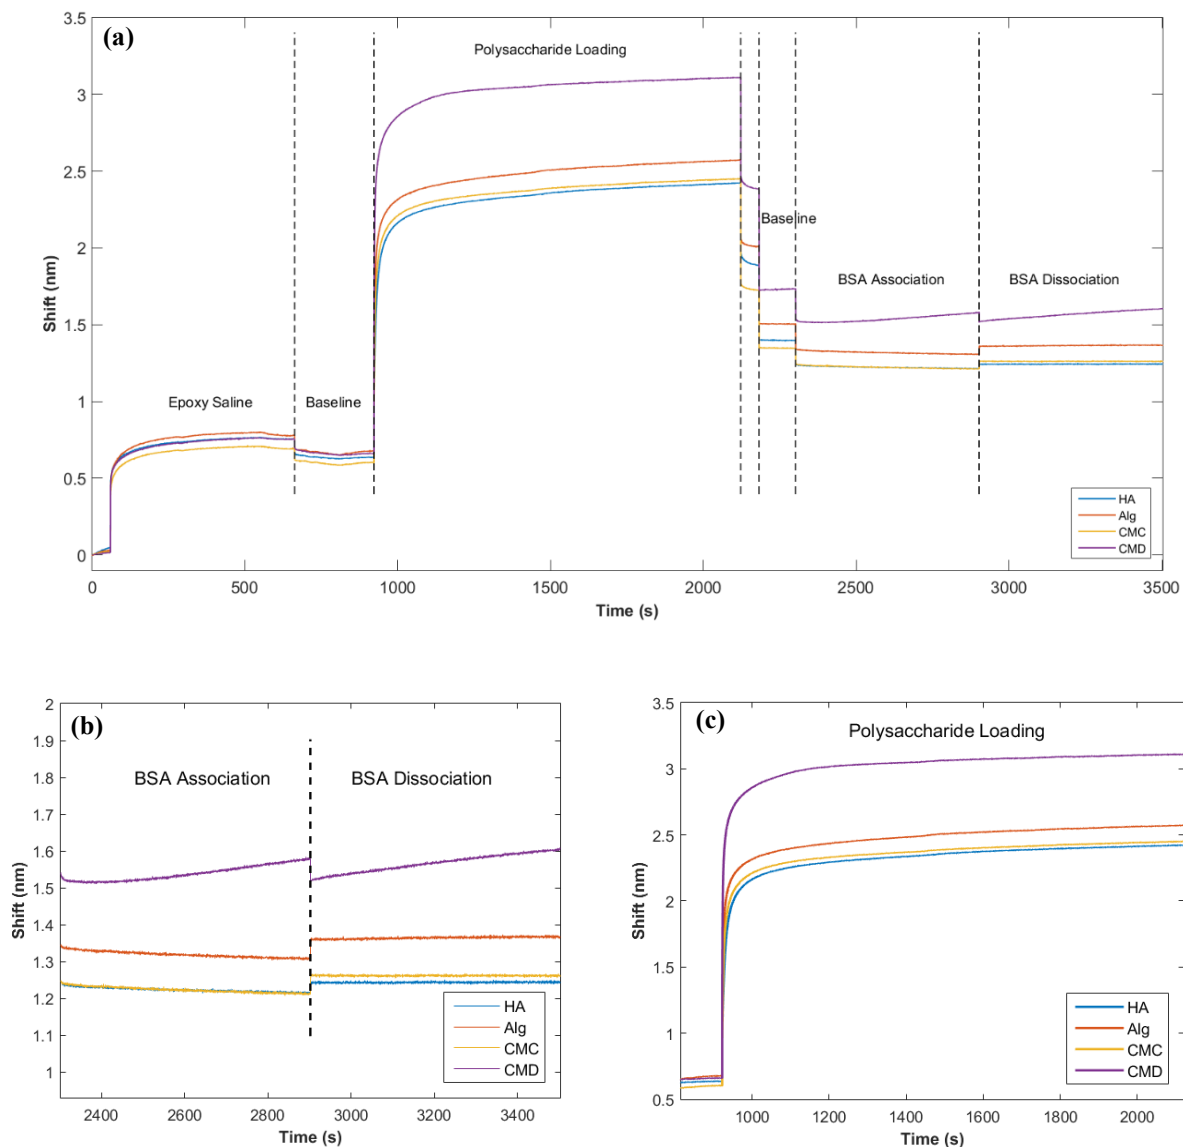 (a)
3.5
3
2.5
2
1.5
1
0.5
0
Shift (nm)
Polysaccharide Loading
Baseline
BSA Association
BSA Dissociation
Epoxy Saline
Baseline
HA
Alg
CMC
CMD
0 500 1000 1500 2000 2500 3000 3500
Time (s)
(b)
2
1.9
1.8
1.7
1.6
1.5
1.4
1.3
1.2
1.1
1
Shift (nm)
BSA Association
BSA Dissociation
HA
Alg
CMC
CMD
2400 2600 2800 3000 3200 3400
Time (s)
(c)
3.5
3
2.5
2
1.5
1
0.5
Shift (nm)
Polysaccharide Loading
HA
Alg
CMC
CMD
1000 1200 1400 1600 1800 2000
Time (s)